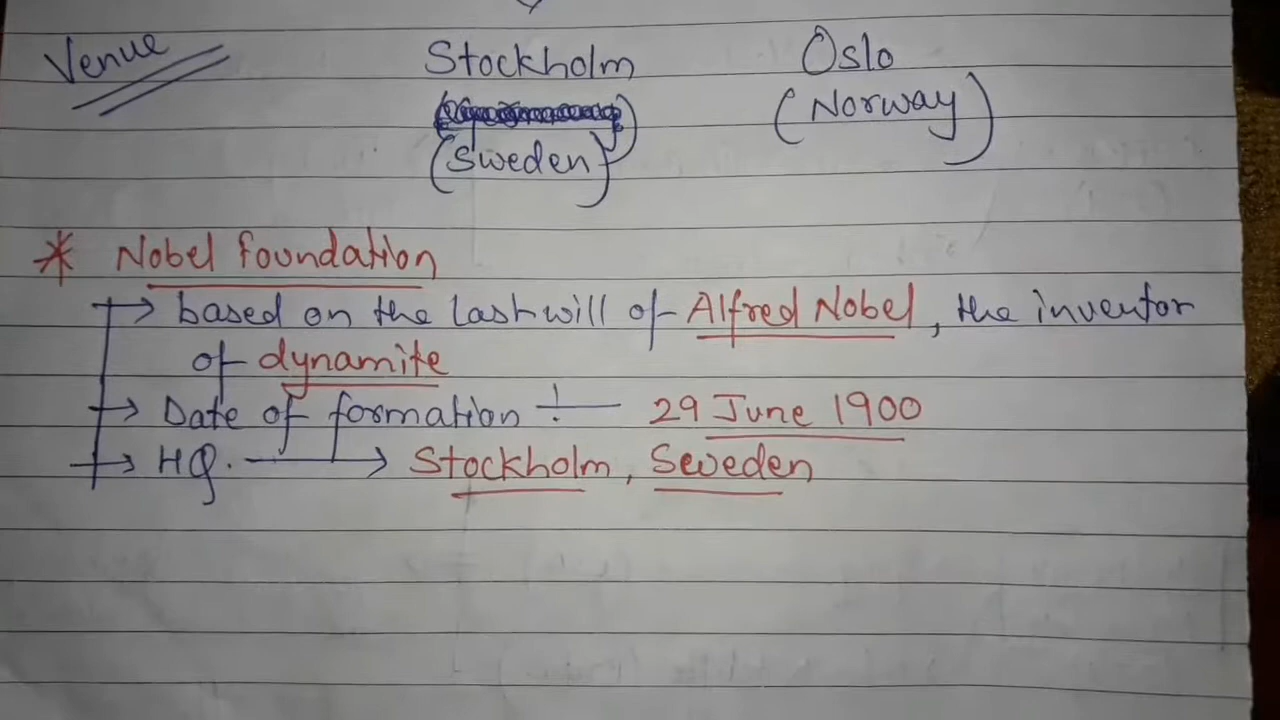 Venue Stockholm Oslo
(Norway)
(Sweden)
* Nobel foundation
→ based on the last will of Alfred Nobel, the inventor
of dynamite
→ Date of formation ÷— 29 June 1900
→ HQ. → Stockholm, Sweden